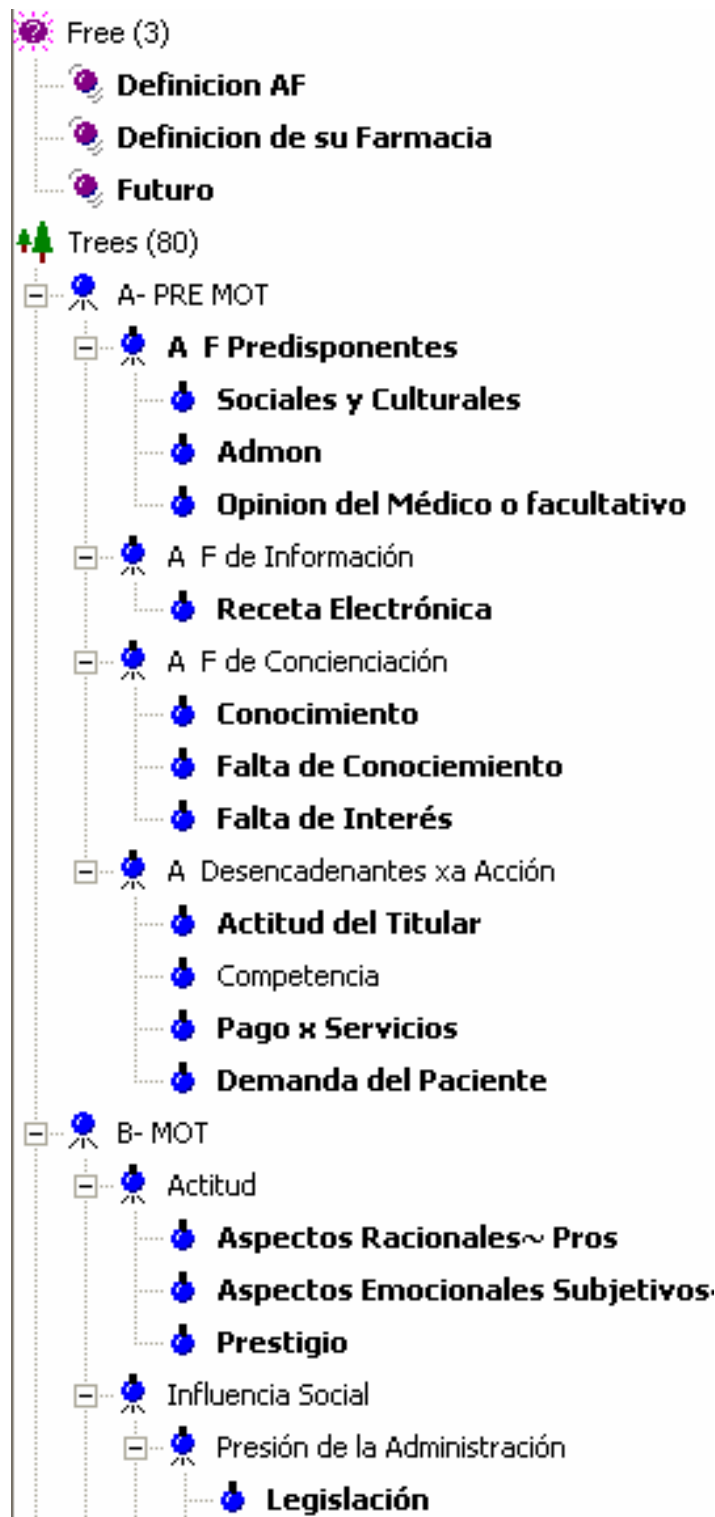 Free (3)
Definicion AF
Definicion de su Farmacia
Futuro
Trees (80)
A- PRE MOT
A F Predisponentes
Sociales y Culturales
Admon
Opinion del Médico o facultativo
A F de Información
Receta Electrónica
A F de Concienciación
Conocimiento
Falta de Conociemiento
Falta de Interés
A Desencadenantes xa Acción
Actitud del Titular
Competencia
Pago x Servicios
Demanda del Paciente
B- MOT
Actitud
Aspectos Racionales~ Pros
Aspectos Emocionales Subjetivos-
Prestigio
Influencia Social
Presión de la Administración
Legislación